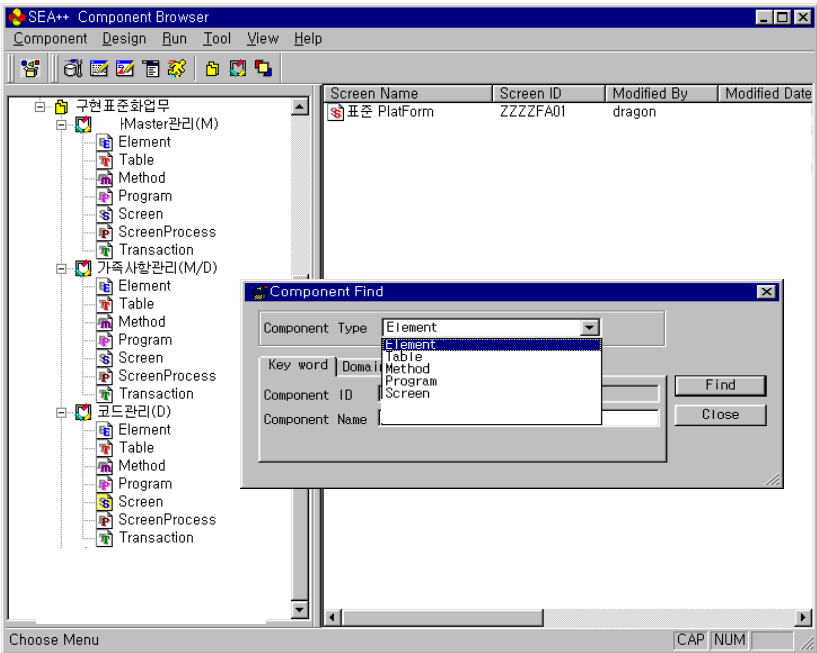 SEA++ Component Browser
Component Design Run Tool View Help
Screen Name Screen ID Modified By Modified Date
표준 PlatForm ZZZZFA01 dragon
구현표준화업무
Master관리(M)
Element
Table
Method
Program
Screen
ScreenProcess
Transaction
가족사항관리(M/D)
Element
Table
Method
Program
Screen
ScreenProcess
Transaction
코드관리(D)
Element
Table
Method
Program
Screen
ScreenProcess
Transaction
Component Find
Component Type Element
Element
Table
Method
Program
Screen
Key word
Component ID
Component Name
Find
Close
Choose Menu
CAP NUM